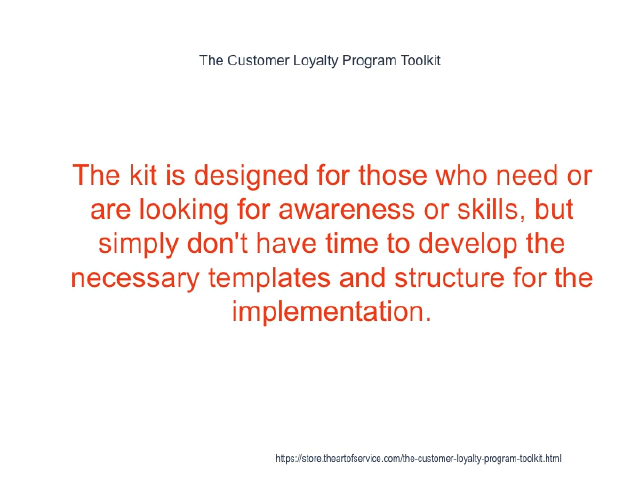 The Customer Loyalty Program Toolkit
The kit is designed for those who need or
are looking for awareness or skills, but
simply don't have time to develop the
necessary templates and structure for the
implementation.
https://store.theartofservice.com/the-customer-loyalty-program-toolkit.html